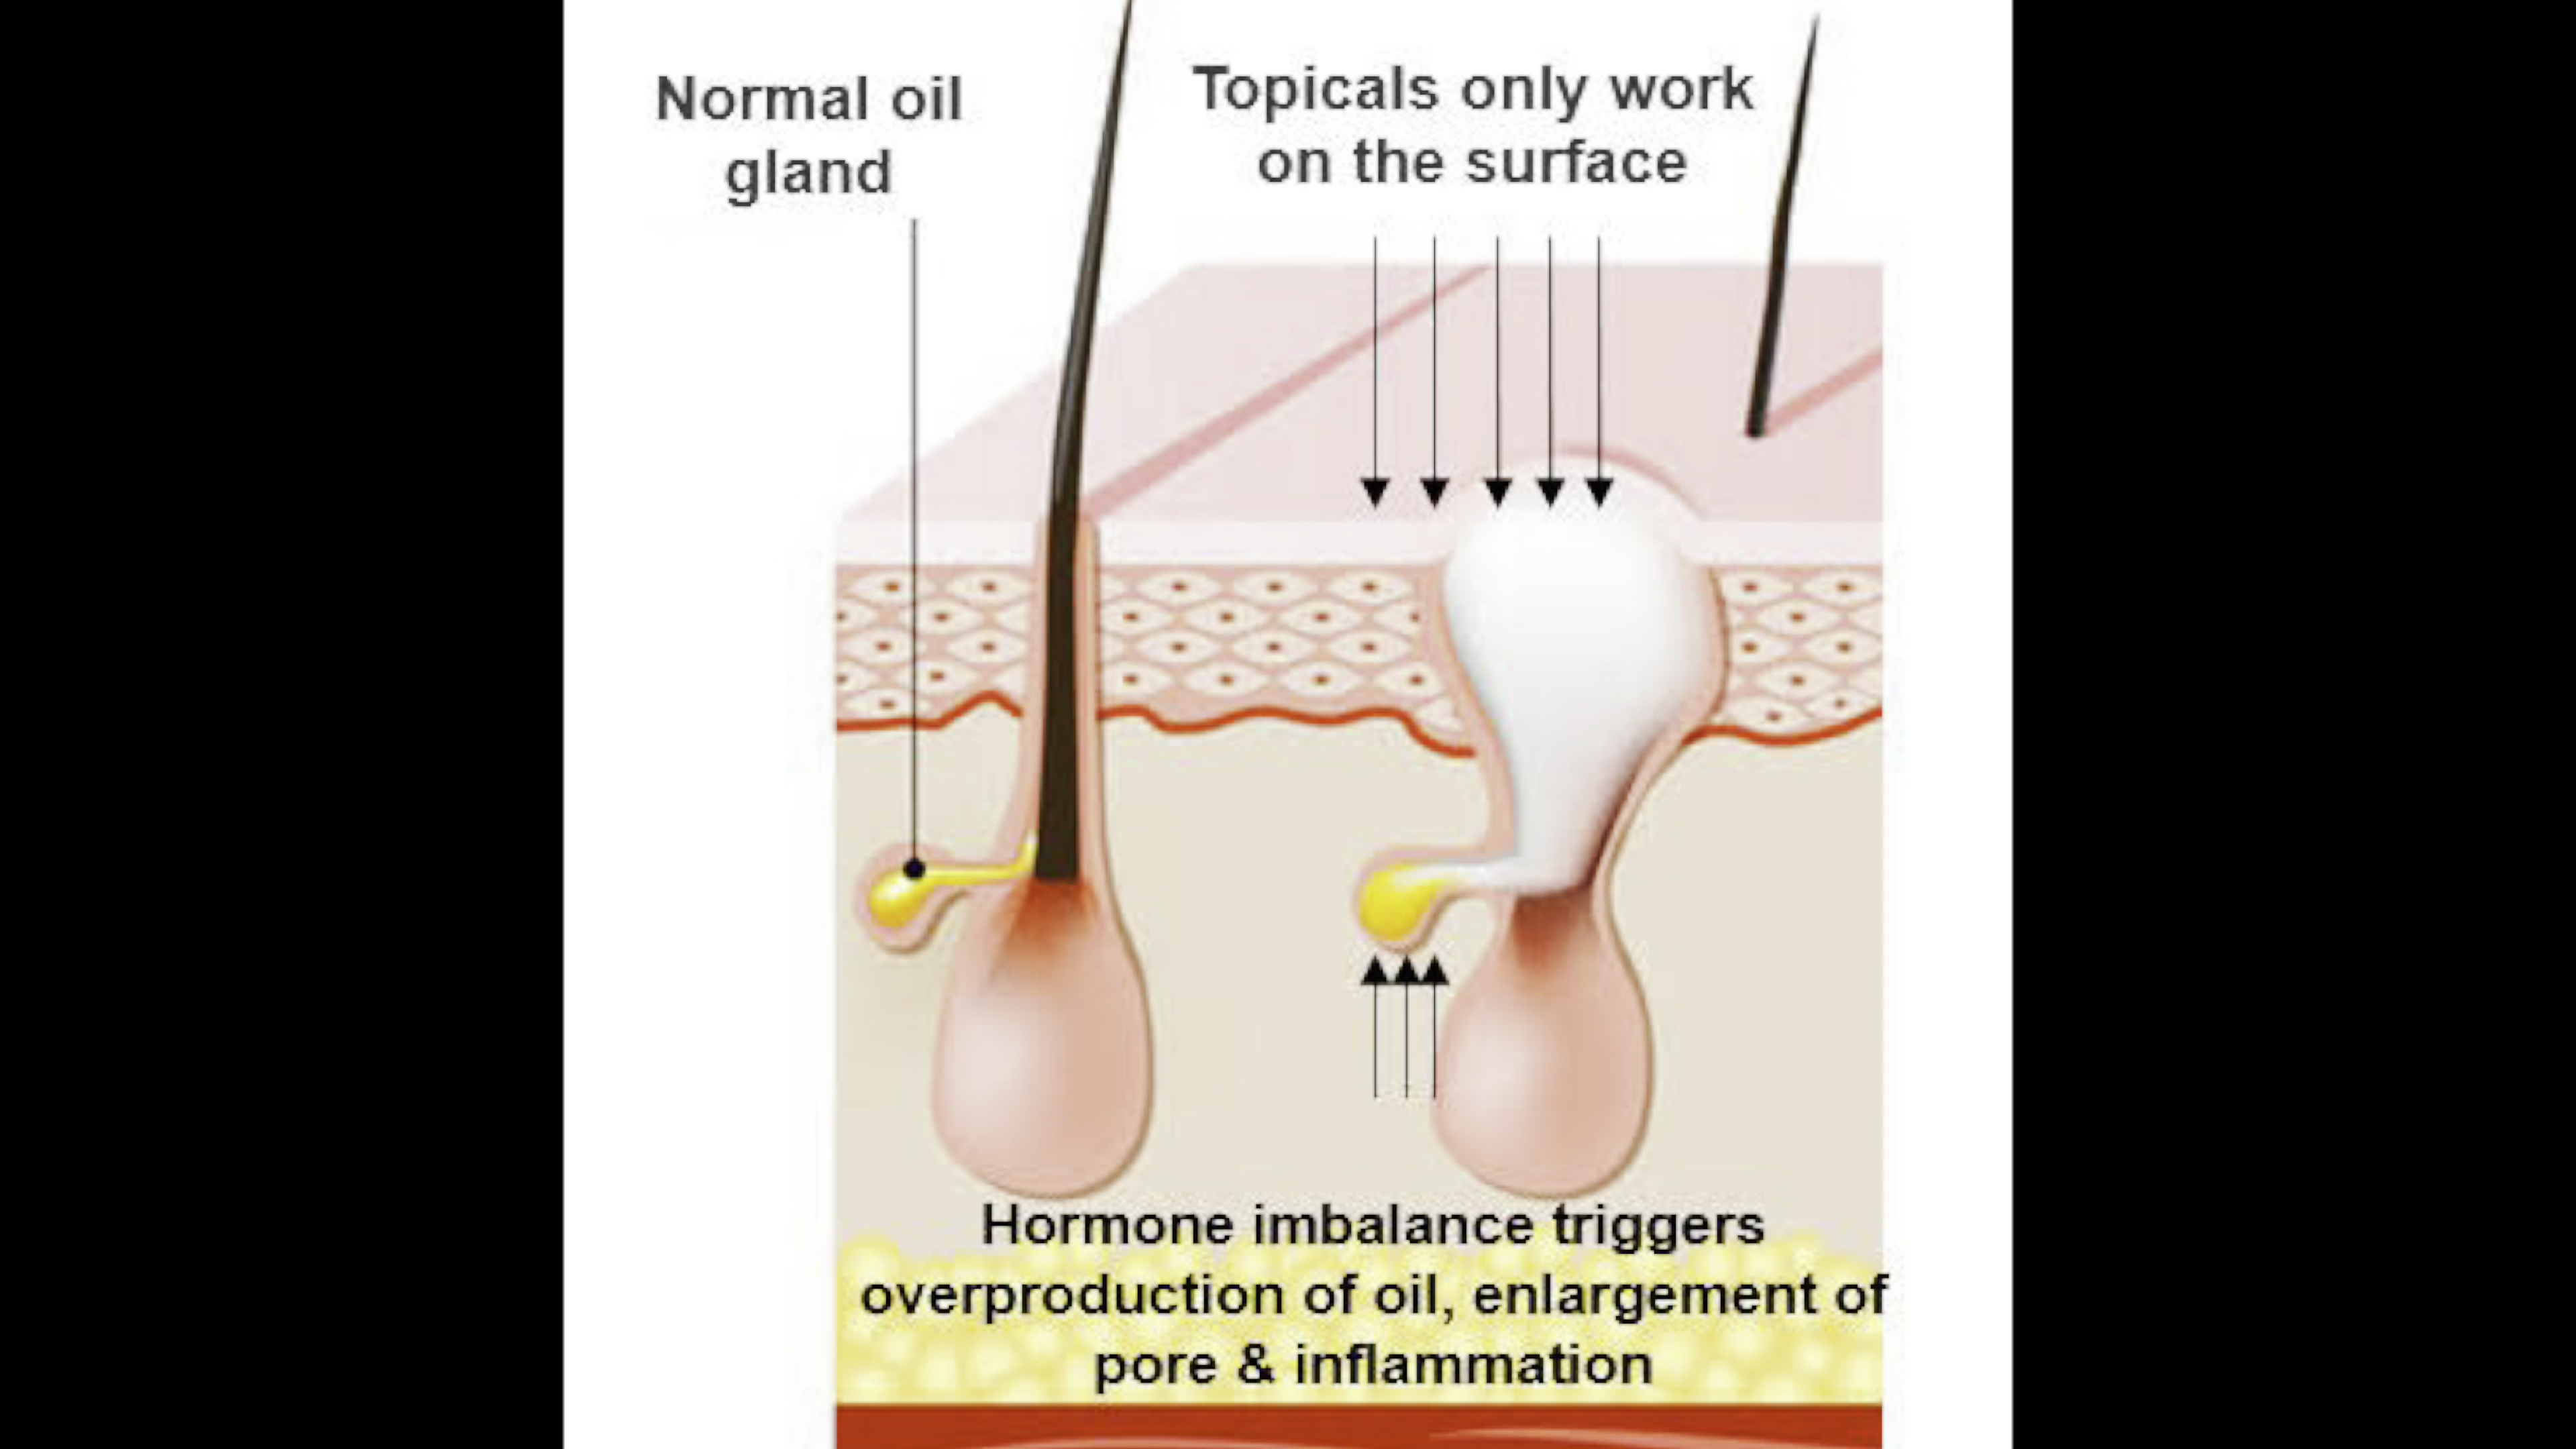 Normal oil
gland
Topicals only work
on the surface
Hormone imbalance triggers
overproduction of oil, enlargement of
pore & inflammation